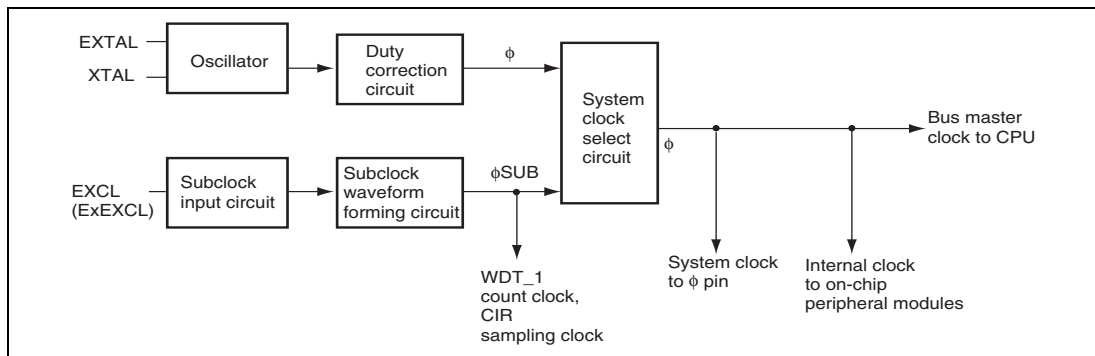 EXTAL
XTAL
Oscillator
Duty
correction
circuit
ϕ
System
clock
select
circuit
ϕ
Bus master
clock to CPU
EXCL
(ExEXCL)
Subclock
input circuit
Subclock
waveform
forming circuit
ϕSUB
WDT_1
count clock,
CIR
sampling clock
System clock
to ϕ pin
Internal clock
to on-chip
peripheral modules